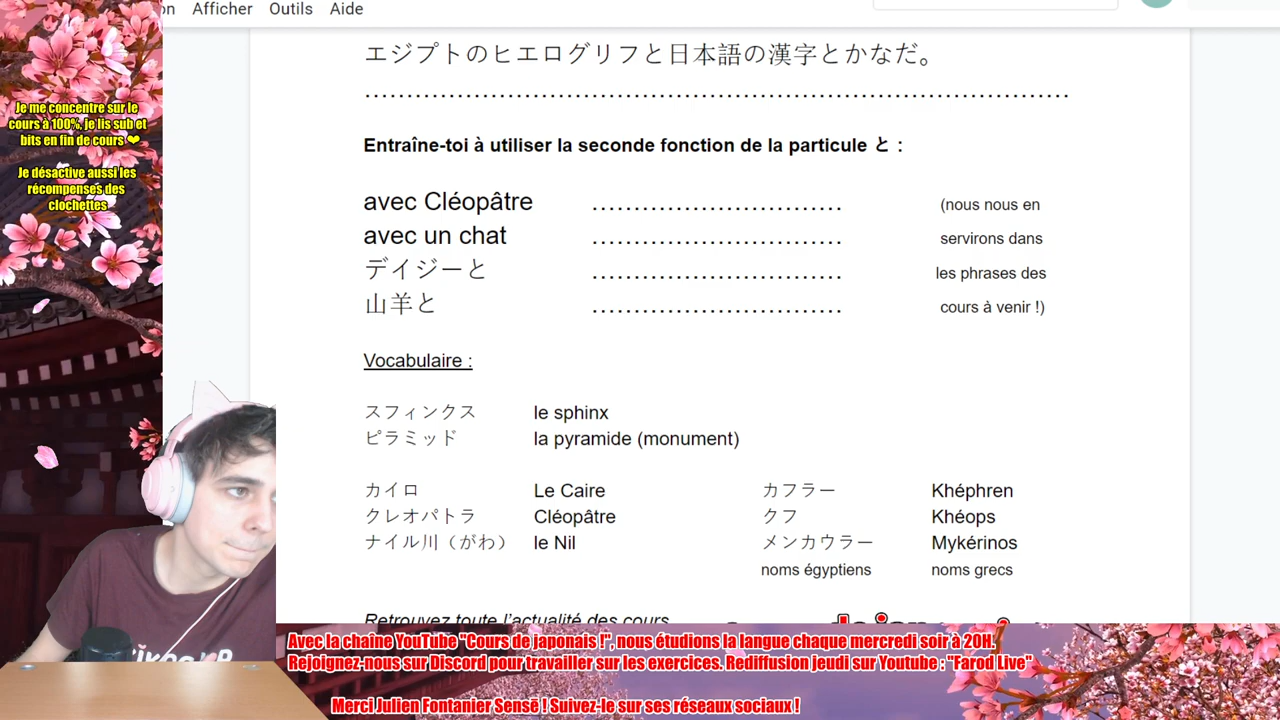 on Afficher Outils Aide
エジプトのヒエログリフと日本語の漢字とかなだ。
Je me concentre sur le
cours à 100%, je lis sub et
bits en fin de cours ❤
Je désactive aussi les
récompenses des
clochettes
Entraîne-toi à utiliser la seconde fonction de la particule と :
avec Cléopâtre .............................. (nous nous en
avec un chat .............................. servirons dans
デイジーと .............................. les phrases des
山羊と .............................. cours à venir !)
Vocabulaire :
スフィンクス le sphinx
ピラミッド la pyramide (monument)
カイロ Le Caire カフラー Khéphren
クレオパトラ Cléopâtre クフ Khéops
ナイル川（がわ） le Nil メンカウラー Mykérinos
noms égyptiens noms grecs
Retrouvez toute l'actualité des cours
Avec la chaîne YouTube "Cours de japonais !", nous étudions la langue chaque mercredi soir à 20H.
Rejoignez-nous sur Discord pour travailler sur les exercices. Rediffusion jeudi sur Youtube : "Farod Live"
Merci Julien Fontanier Sensë ! Suivez-le sur ses réseaux sociaux !